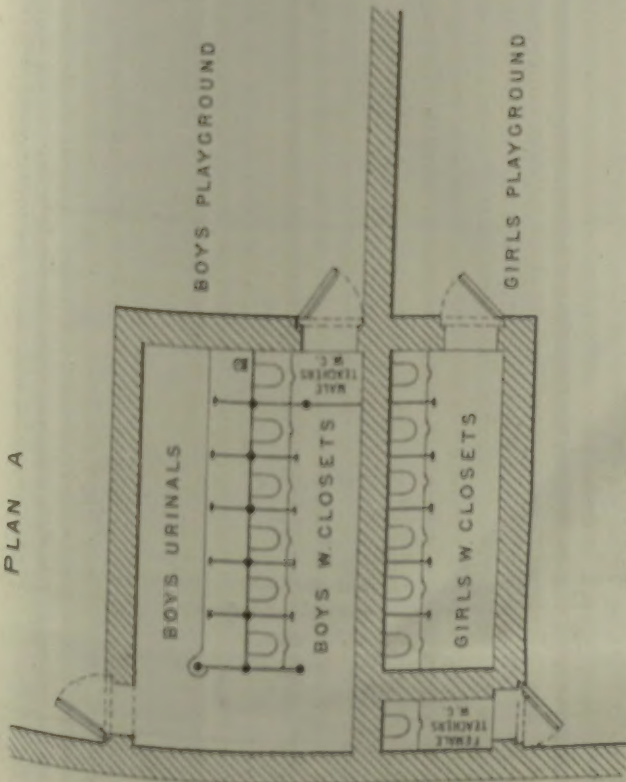 PLAN A
BOYS PLAYGROUND
GIRLS PLAYGROUND
BOYS URINALS
MALE
TEACHERS
W.C.
BOYS W. CLOSETS
GIRLS W CLOSETS
FEMALE
TEACHERS
W.C.